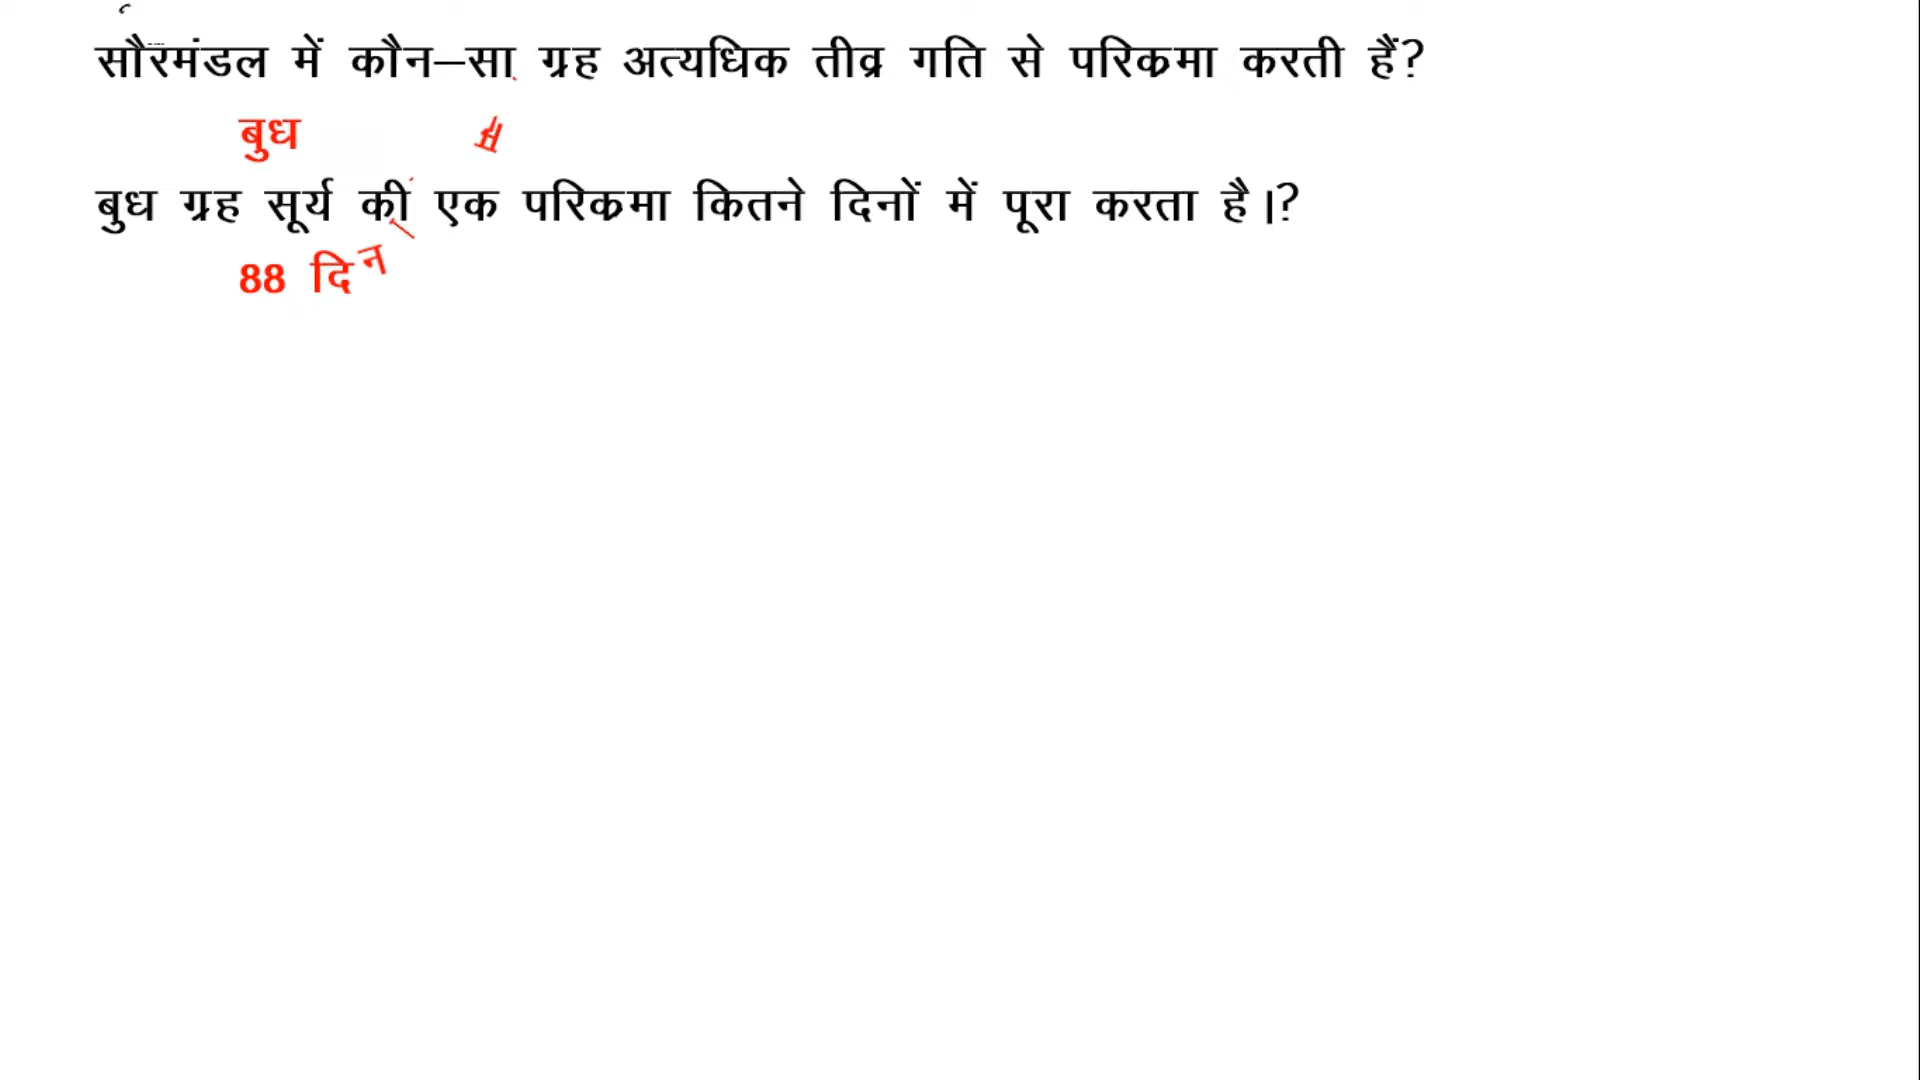 सौरमंडल में कौन–सा ग्रह अत्यधिक तीव्र गति से परिक्रमा करती हैं?
बुध
बुध ग्रह सूर्य की एक परिक्रमा कितने दिनों में पूरा करता है।?
88 दिन